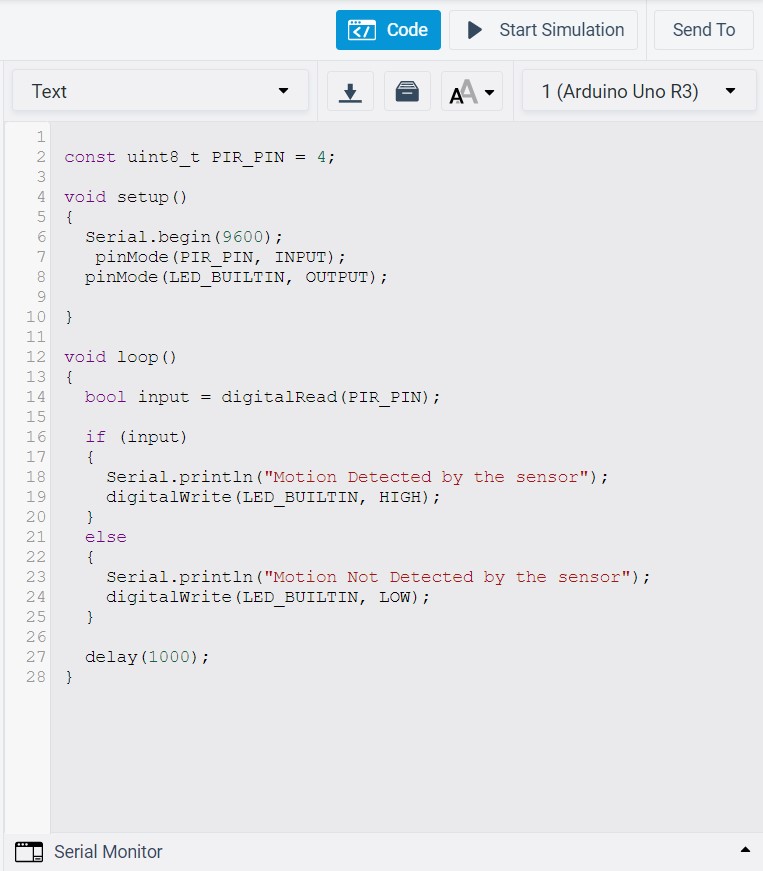 Code Start Simulation Send To
Text AA 1 (Arduino Uno R3)
1
2 const uint8_t PIR_PIN = 4;
3
4 void setup()
5 {
6   Serial.begin(9600);
7    pinMode(PIR_PIN, INPUT);
8   pinMode(LED_BUILTIN, OUTPUT);
9
10 }
11
12 void loop()
13 {
14   bool input = digitalRead(PIR_PIN);
15
16   if (input)
17   {
18     Serial.println("Motion Detected by the sensor");
19     digitalWrite(LED_BUILTIN, HIGH);
20   }
21   else
22   {
23     Serial.println("Motion Not Detected by the sensor");
24     digitalWrite(LED_BUILTIN, LOW);
25   }
26
27   delay(1000);
28 }
Serial Monitor